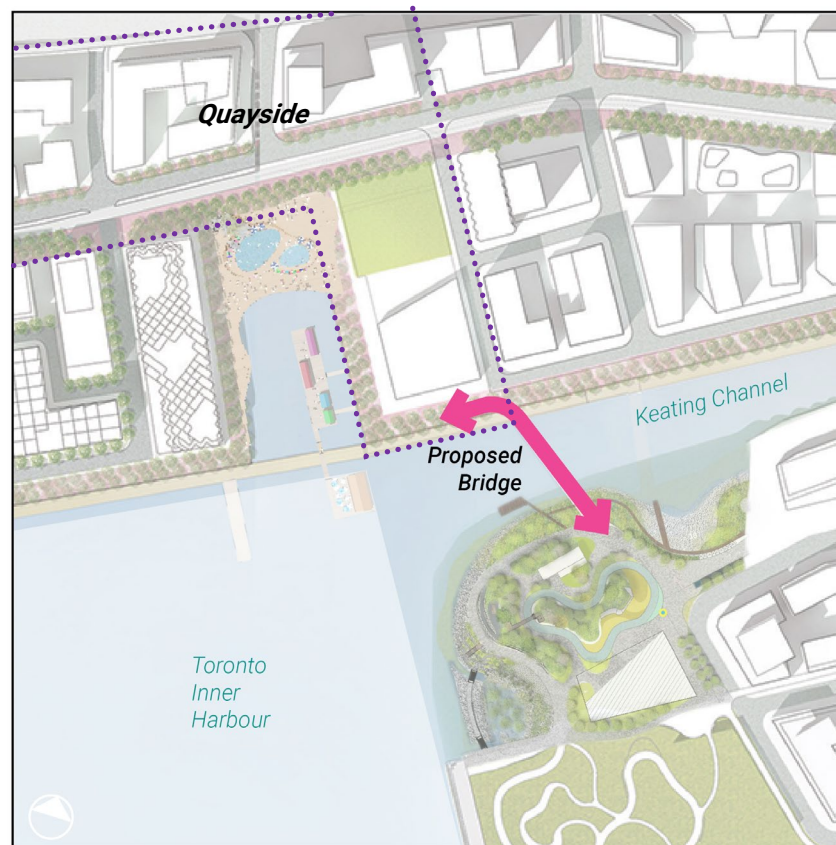 Quayside
Keating Channel
Proposed
Bridge
Toronto
Inner
Harbour